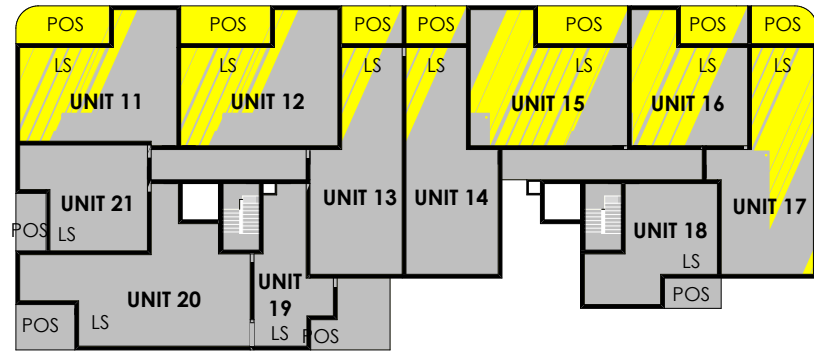 POS POS POS POS POS POS POS
LS LS LS LS LS LS LS
UNIT 11 UNIT 12 UNIT 15 UNIT 16
UNIT 13 UNIT 14
UNIT 21 UNIT 17
UNIT 18
POS LS
LS
UNIT
UNIT 20 19
POS
POS LS LS POS